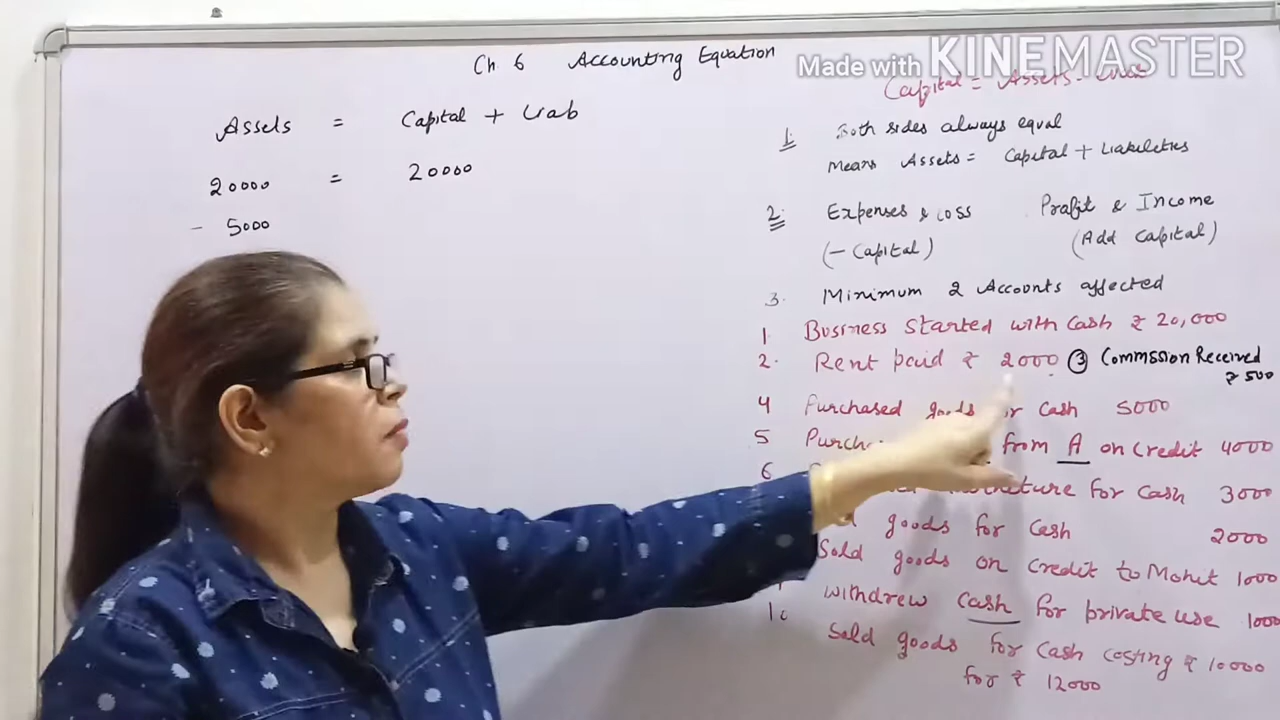 Ch. 6 Accounting Equation
Made with KINEMASTER
Assets = Capital + Liab
20000 = 20000
- 5000
Capital = Assets -
1. Both sides always equal
Means Assets = Capital + Liabilities
2. Expenses & Loss Profit & Income
(- Capital) (Add Capital)
3. Minimum 2 Accounts affected
1. Business started with Cash ₹ 20,000
2. Rent paid ₹ 2000 ③ Commission Received
₹ 500
4 Purchased goods for Cash 5000
5 from A on credit 4000
6 for Cash 3000
goods for Cash 2000
Sold goods on credit to Mohit 1000
withdrew Cash for private use 1000
10 Sold goods for Cash costing ₹ 10000
for ₹ 12000